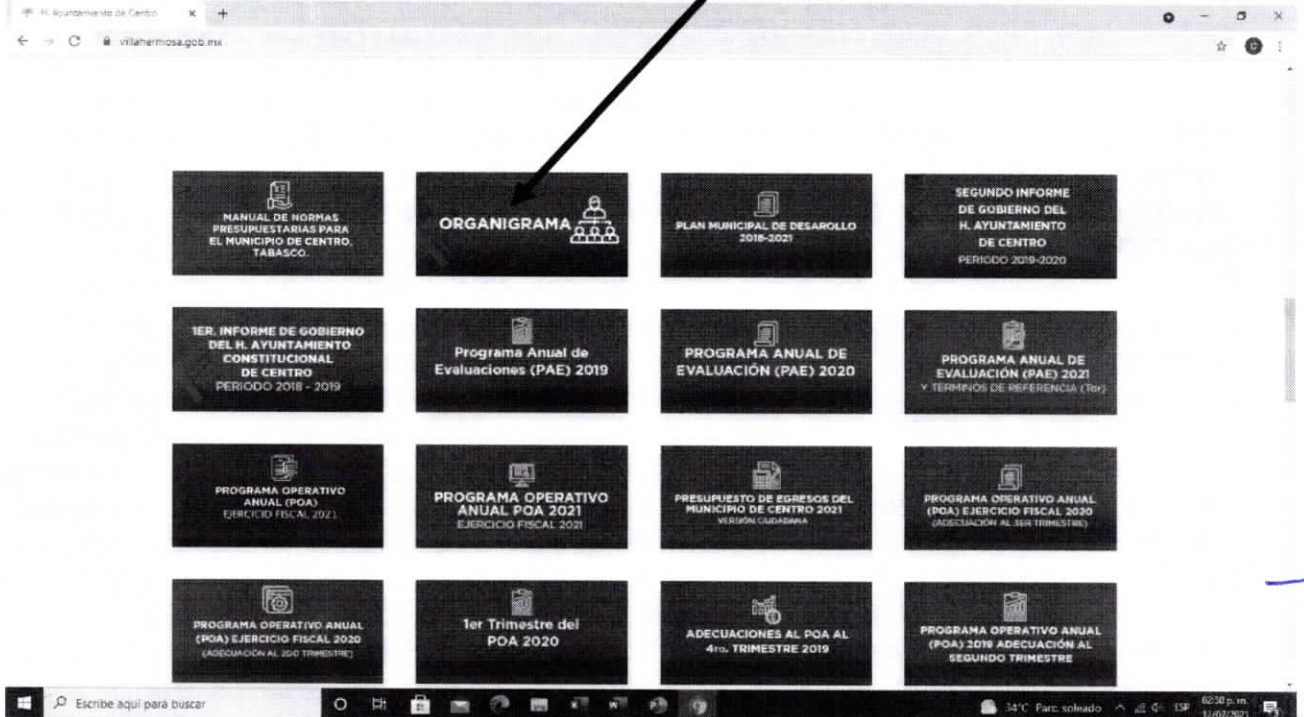 H. Ayuntamiento de Centro
villahermosa.gob.mx
MANUAL DE NORMAS
PRESUPUESTARIAS PARA
EL MUNICIPIO DE CENTRO,
TABASCO.
ORGANIGRAMA
PLAN MUNICIPAL DE DESAROLLO
2018-2021
SEGUNDO INFORME
DE GOBIERNO DEL
H. AYUNTAMIENTO
DE CENTRO
PERIODO 2019-2020
1ER. INFORME DE GOBIERNO
DEL H. AYUNTAMIENTO
CONSTITUCIONAL
DE CENTRO
PERIODO 2018 - 2019
Programa Anual de
Evaluaciones (PAE) 2019
PROGRAMA ANUAL DE
EVALUACIÓN (PAE) 2020
PROGRAMA ANUAL DE
EVALUACIÓN (PAE) 2021
Y TERMINOS DE REFERENCIA (Tdr)
PROGRAMA OPERATIVO
ANUAL (POA)
EJERCICIO FISCAL 2021
PROGRAMA OPERATIVO
ANUAL POA 2021
EJERCICIO FISCAL 2021
PRESUPUESTO DE EGRESOS DEL
MUNICIPIO DE CENTRO 2021
VERSIÓN CIUDADANA
PROGRAMA OPERATIVO ANUAL
(POA) EJERCICIO FISCAL 2020
(ADECUACIÓN AL 3ER TRIMESTRE)
PROGRAMA OPERATIVO ANUAL
(POA) EJERCICIO FISCAL 2020
(ADECUACIÓN AL 2DO TRIMESTRE)
1er Trimestre del
POA 2020
ADECUACIONES AL POA AL
4ro. TRIMESTRE 2019
PROGRAMA OPERATIVO ANUAL
(POA) 2019 ADECUACIÓN AL
SEGUNDO TRIMESTRE
Escribe aquí para buscar
34°C Parc. soleado
ESP
02:50 p. m.
12/07/2021